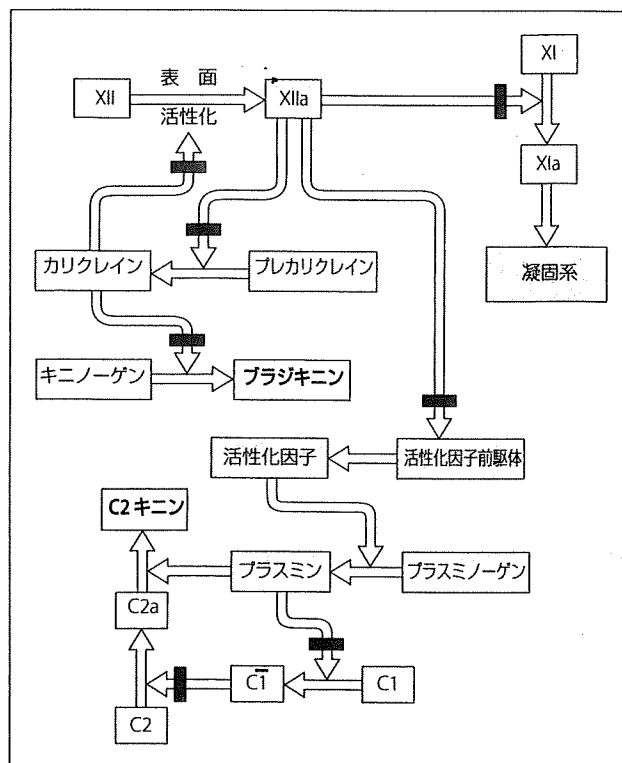 XI
表 面
XII
XIIa
活性化
XIa
カリクレイン
プレカリクレイン
凝固系
キニノーゲン
ブラジキニン
活性化因子
活性化因子前駆体
C2キニン
プラスミン
プラスミノーゲン
C2a
C1̅
C1
C2